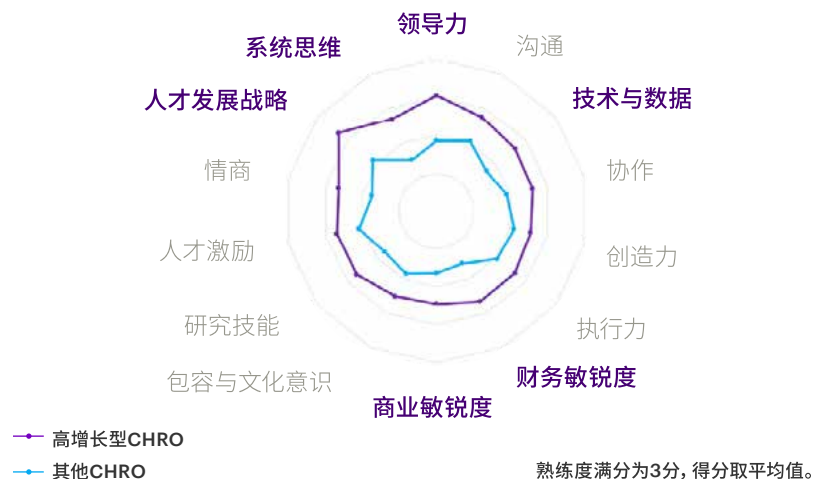 领导力
系统思维
沟通
人才发展战略
技术与数据
情商
协作
人才激励
创造力
研究技能
执行力
包容与文化意识
财务敏锐度
商业敏锐度
高增长型CHRO
其他CHRO
熟练度满分为3分，得分取平均值。